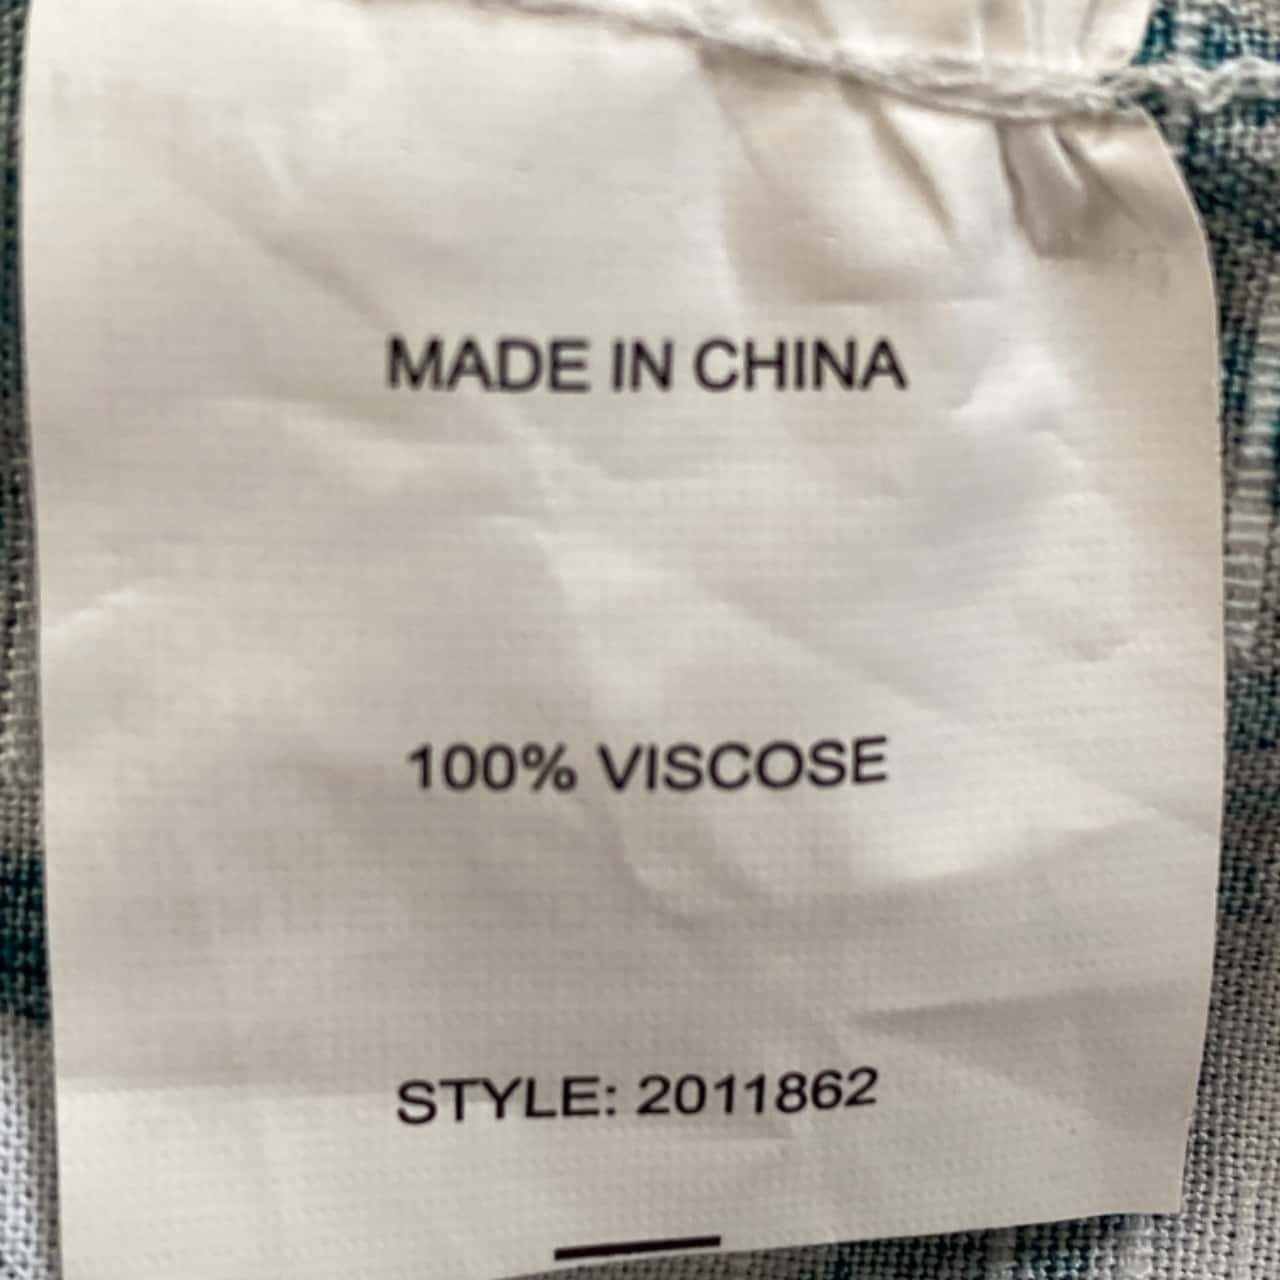 MADE IN CHINA
100% VISCOSE
STYLE: 2011862